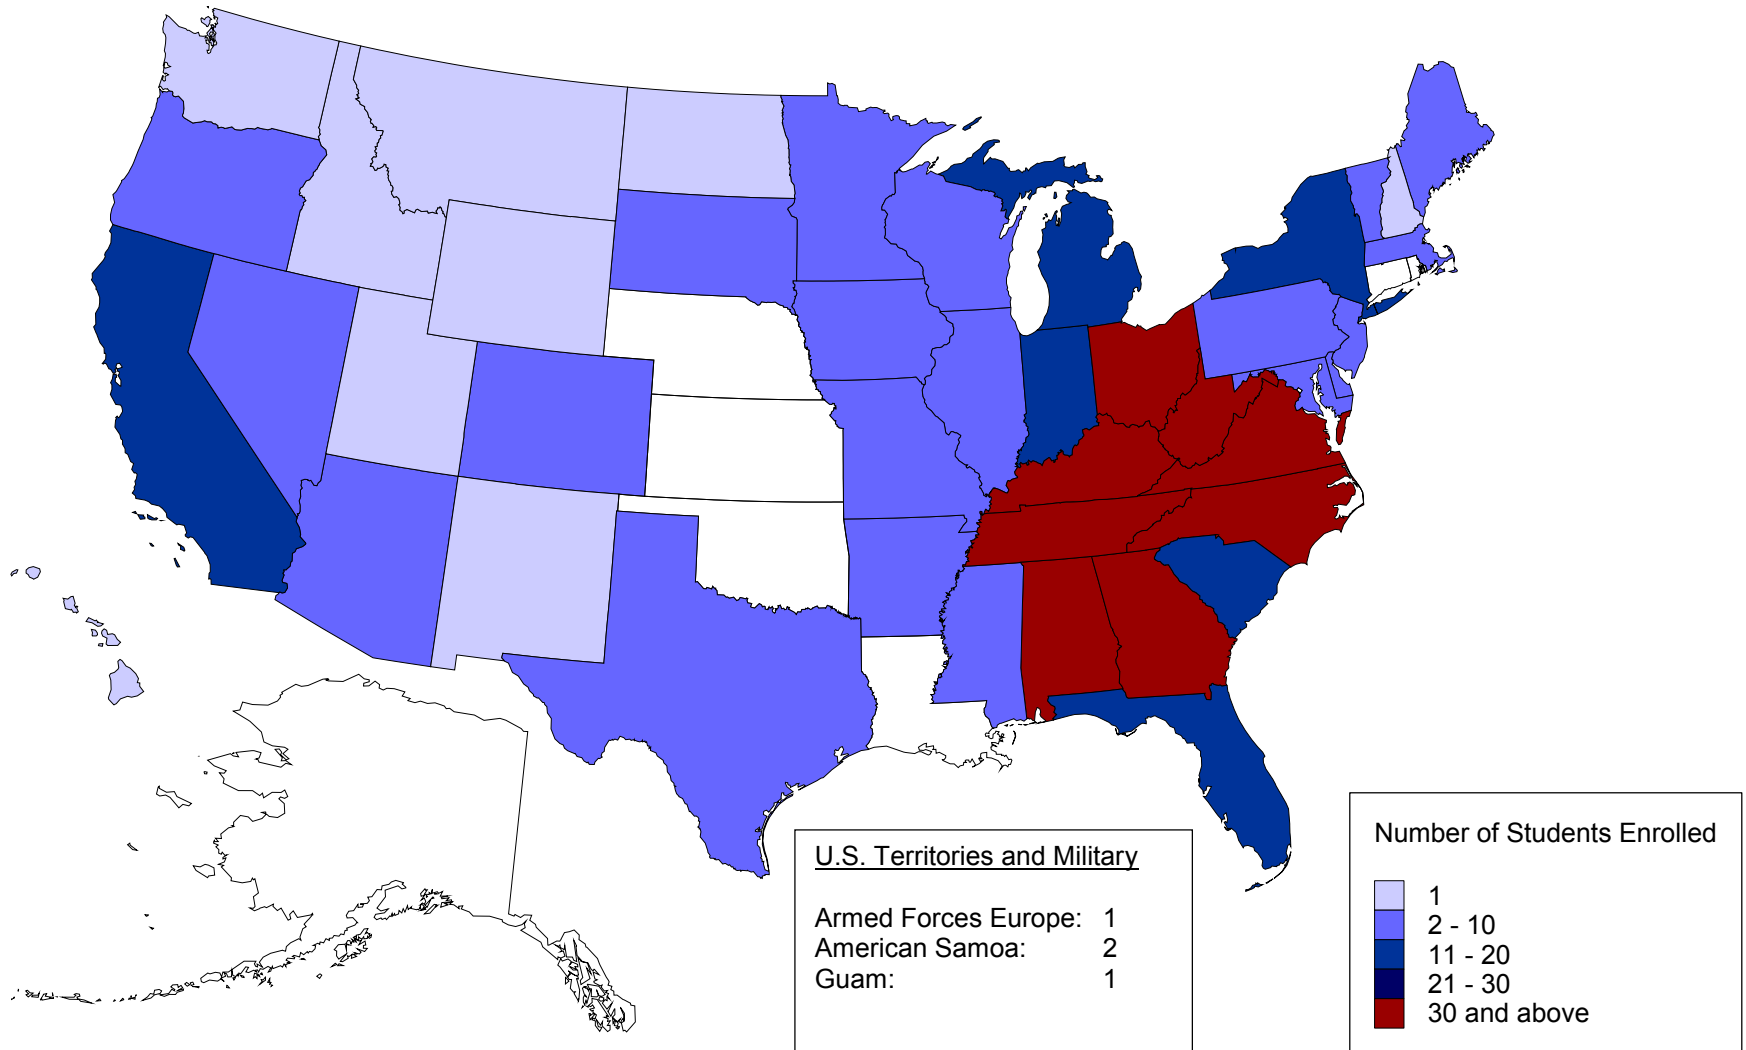 U.S. Territories and Military
Armed Forces Europe: 1
American Samoa: 2
Guam: 1
Number of Students Enrolled
1
2 - 10
11 - 20
21 - 30
30 and above